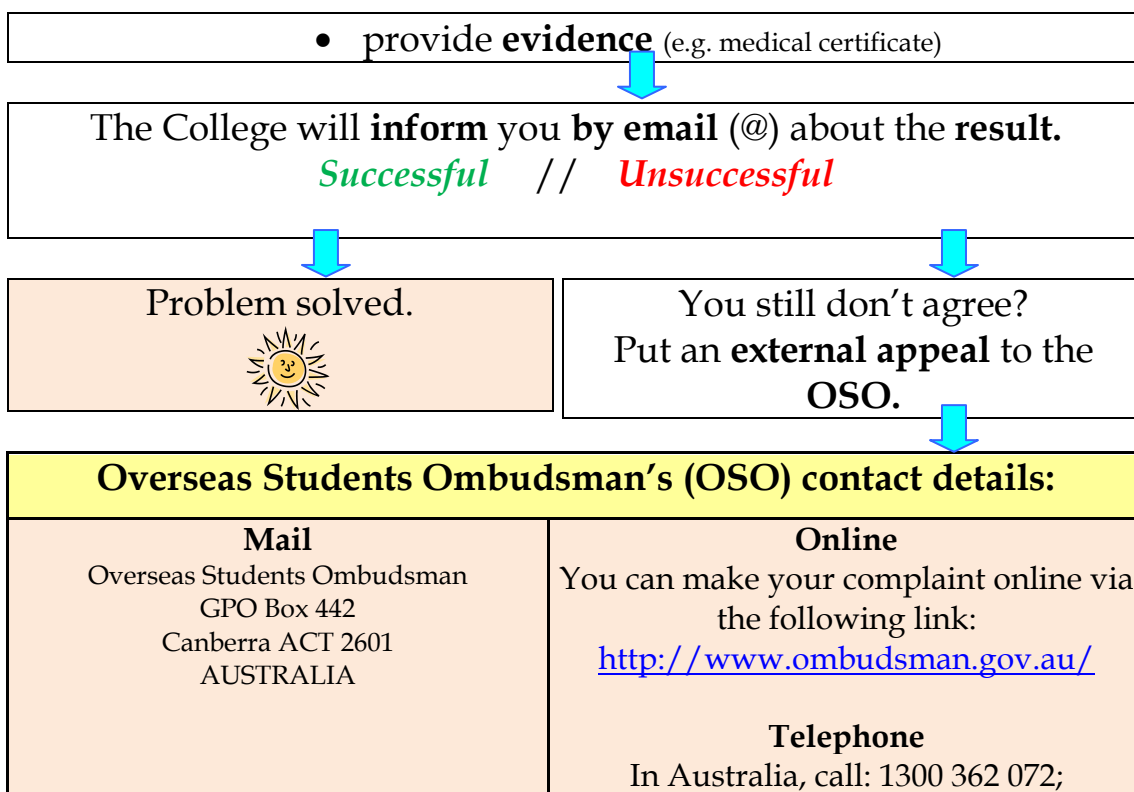 • provide evidence (e.g. medical certificate)
The College will inform you by email (@) about the result.
Successful // Unsuccessful
Problem solved.
You still don’t agree?
Put an external appeal to the
OSO.
Overseas Students Ombudsman’s (OSO) contact details:
Mail
Overseas Students Ombudsman
GPO Box 442
Canberra ACT 2601
AUSTRALIA
Online
You can make your complaint online via
the following link:
http://www.ombudsman.gov.au/
Telephone
In Australia, call: 1300 362 072;